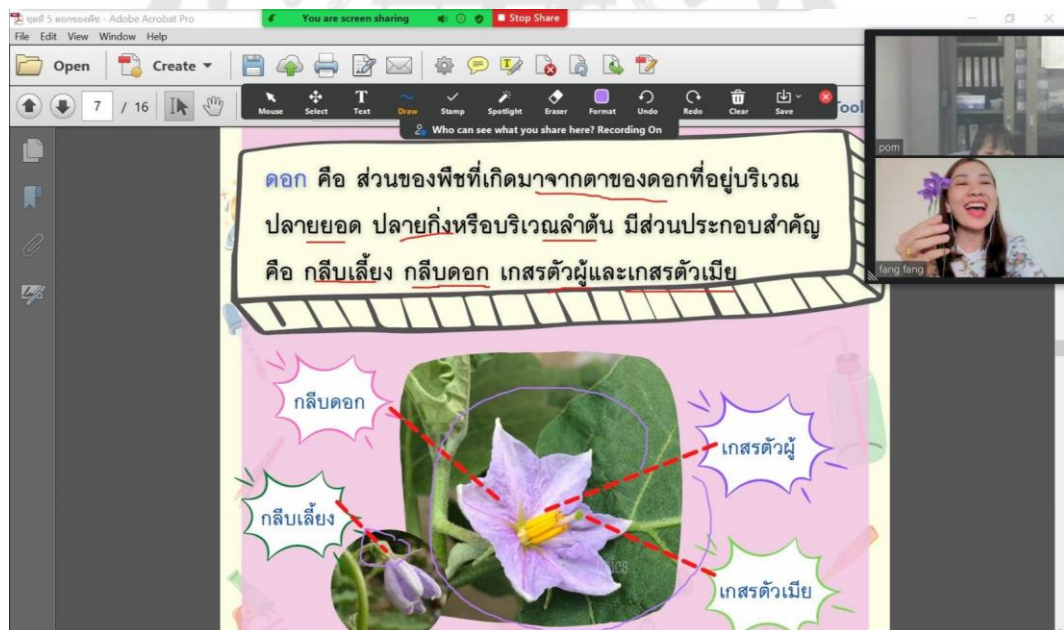 ชุดที่ 5 ดอกของพืช - Adobe Acrobat Pro
You are screen sharing
Stop Share
File Edit View Window Help
Open Create
7 / 16
Mouse Select Text Draw Stamp Spotlight Eraser Format Undo Redo Clear Save
Who can see what you share here? Recording On
pom
fang fang
ดอก คือ ส่วนของพืชที่เกิดมาจากตาของดอกที่อยู่บริเวณ
ปลายยอด ปลายกิ่งหรือบริเวณลำต้น มีส่วนประกอบสำคัญ
คือ กลีบเลี้ยง กลีบดอก เกสรตัวผู้และเกสรตัวเมีย
กลีบดอก
เกสรตัวผู้
กลีบเลี้ยง
เกสรตัวเมีย